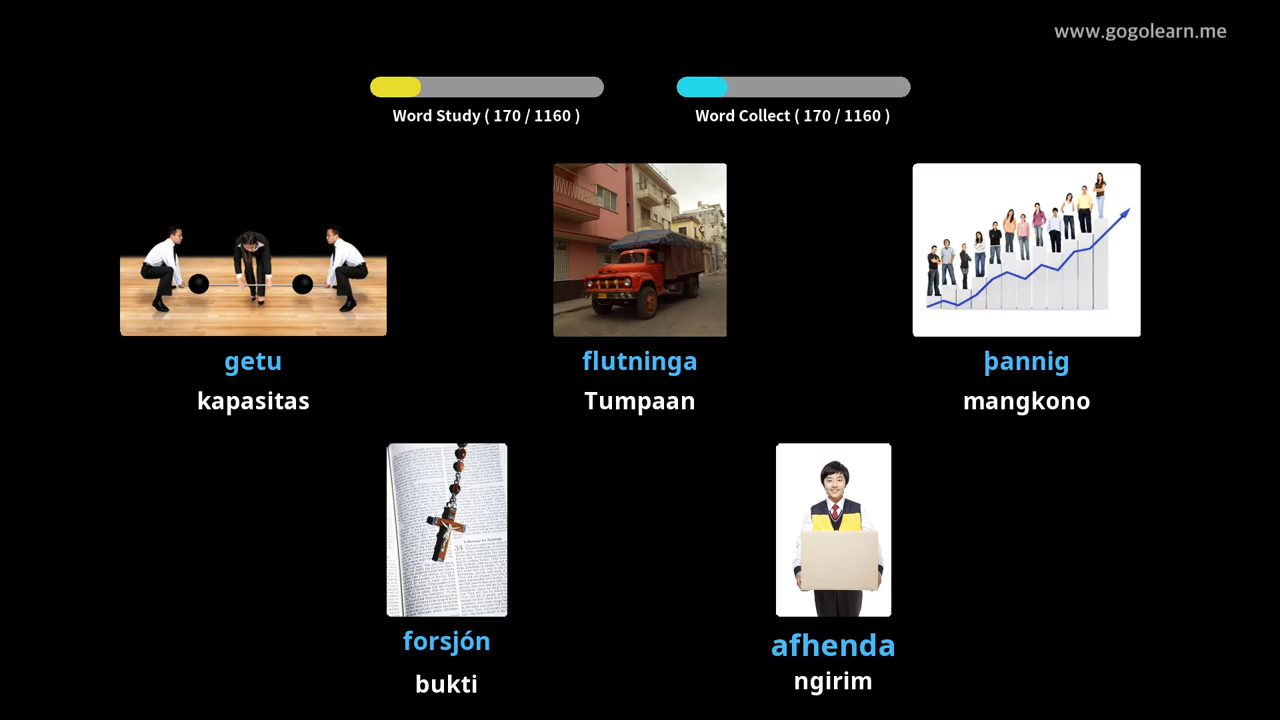 www.gogolearn.me
Word Study ( 170 / 1160 )
Word Collect ( 170 / 1160 )
getu
kapasitas
flutninga
Tumpaan
þannig
mangkono
forsjón
bukti
afhenda
ngirim